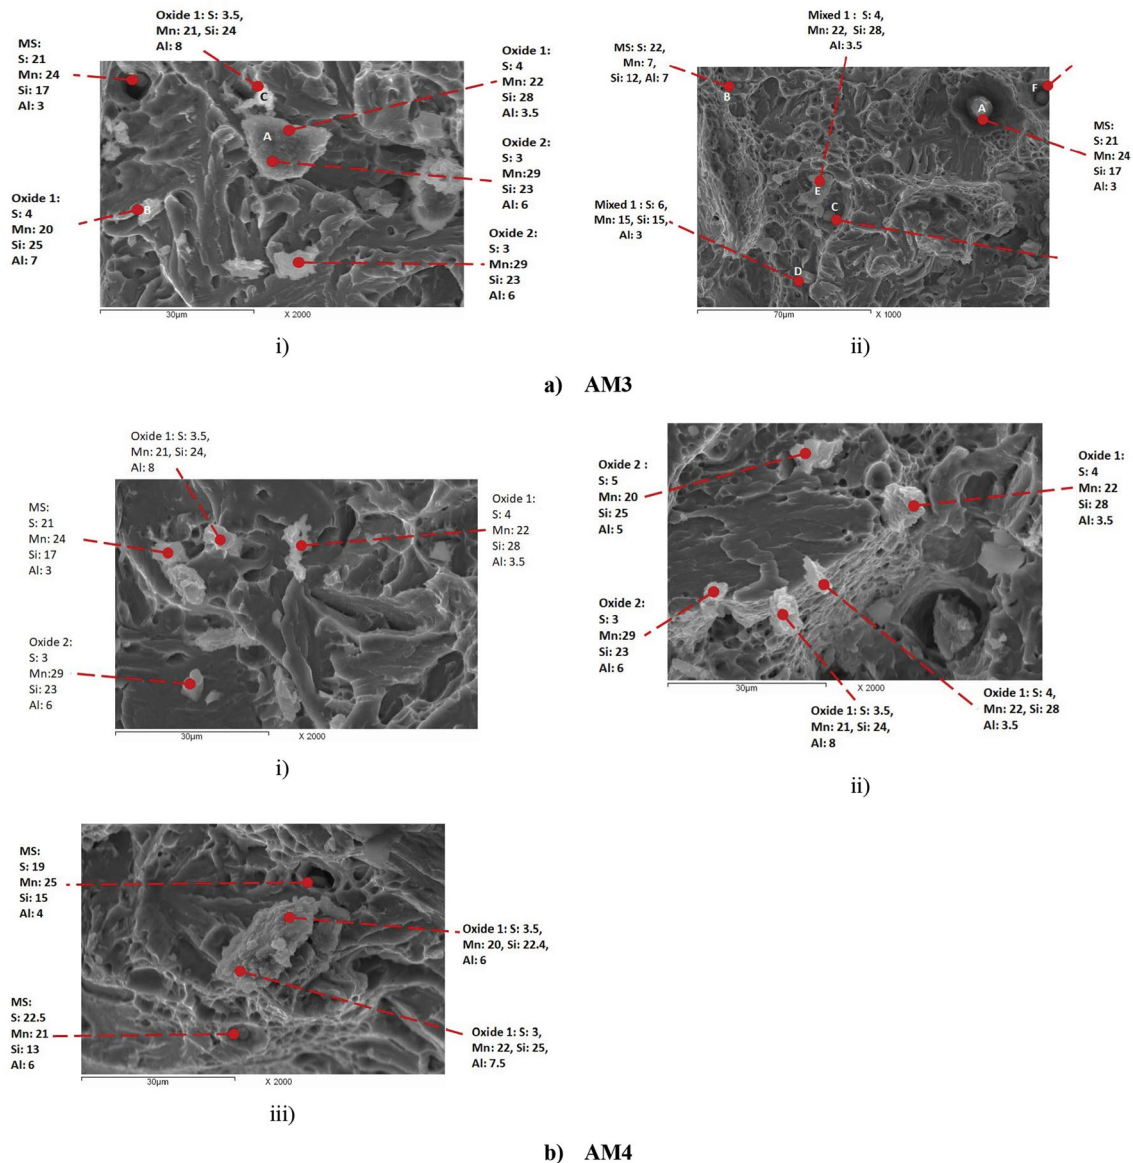 Oxide 1: S: 3.5,
Mn: 21, Si: 24
Al: 8
MS:
S: 21
Mn: 24
Si: 17
Al: 3
Oxide 1:
S: 4
Mn: 22
Si: 28
Al: 3.5
Oxide 2:
S: 3
Mn:29
Si: 23
Al: 6
Oxide 1:
S: 4
Mn: 20
Si: 25
Al: 7
Oxide 2:
S: 3
Mn:29
Si: 23
Al: 6
C
A
B
30µm
X 2000
i)
Mixed 1 : S: 4,
Mn: 22, Si: 28,
Al: 3.5
MS: S: 22,
Mn: 7,
Si: 12, Al: 7
MS:
S: 21
Mn: 24
Si: 17
Al: 3
Mixed 1 : S: 6,
Mn: 15, Si: 15,
Al: 3
B
F
A
E
C
D
70µm
X 1000
ii)
a) AM3
Oxide 1: S: 3.5,
Mn: 21, Si: 24,
Al: 8
MS:
S: 21
Mn: 24
Si: 17
Al: 3
Oxide 1:
S: 4
Mn: 22
Si: 28
Al: 3.5
Oxide 2:
S: 3
Mn:29
Si: 23
Al: 6
30µm
X 2000
i)
Oxide 2 :
S: 5
Mn: 20
Si: 25
Al: 5
Oxide 1:
S: 4
Mn: 22
Si: 28
Al: 3.5
Oxide 2:
S: 3
Mn:29
Si: 23
Al: 6
30µm
X 2000
Oxide 1: S: 3.5,
Mn: 21, Si: 24,
Al: 8
Oxide 1: S: 4,
Mn: 22, Si: 28
Al: 3.5
ii)
MS:
S: 19
Mn: 25
Si: 15
Al: 4
Oxide 1: S: 3.5,
Mn: 20, Si: 22.4,
Al: 6
MS:
S: 22.5
Mn: 21
Si: 13
Al: 6
Oxide 1: S: 3,
Mn: 22, Si: 25,
Al: 7.5
30µm
X 2000
iii)
b) AM4